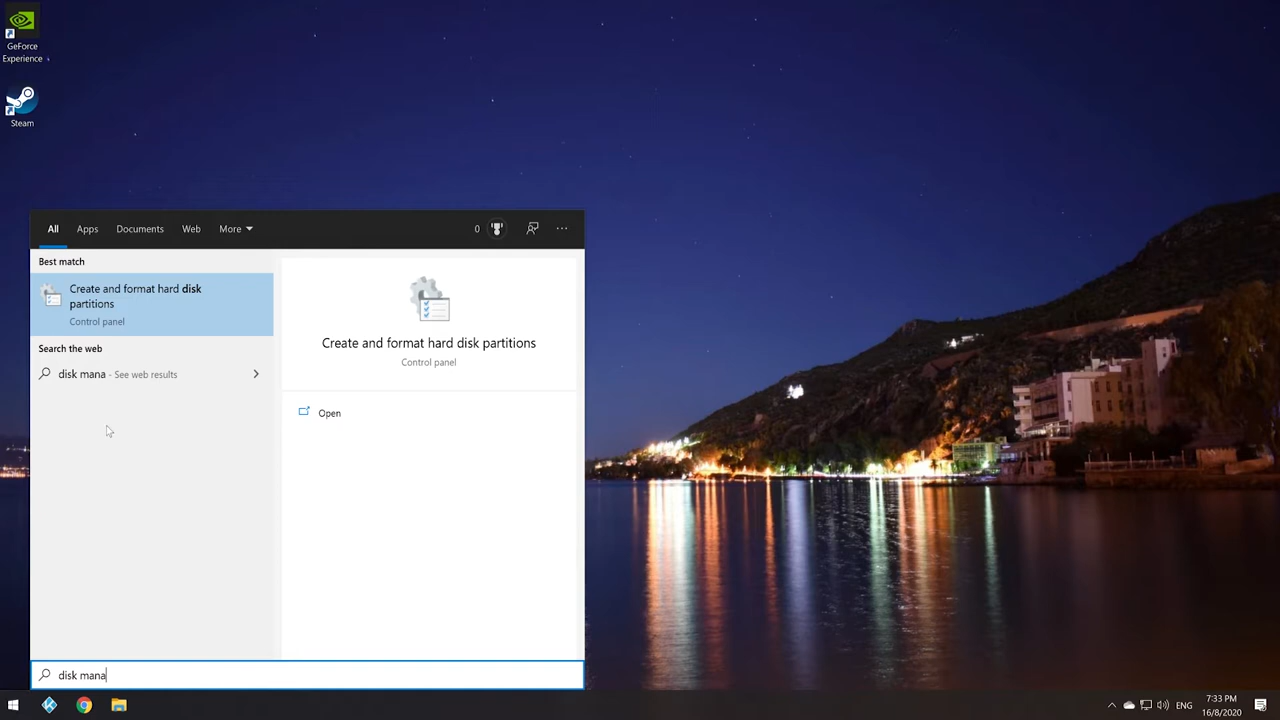 GeForce
Experience
Steam
All Apps Documents Web More 0 ...
Best match
Create and format hard disk
partitions
Control panel
Search the web
disk mana - See web results
Create and format hard disk partitions
Control panel
Open
disk mana
ENG
7:33 PM
16/8/2020